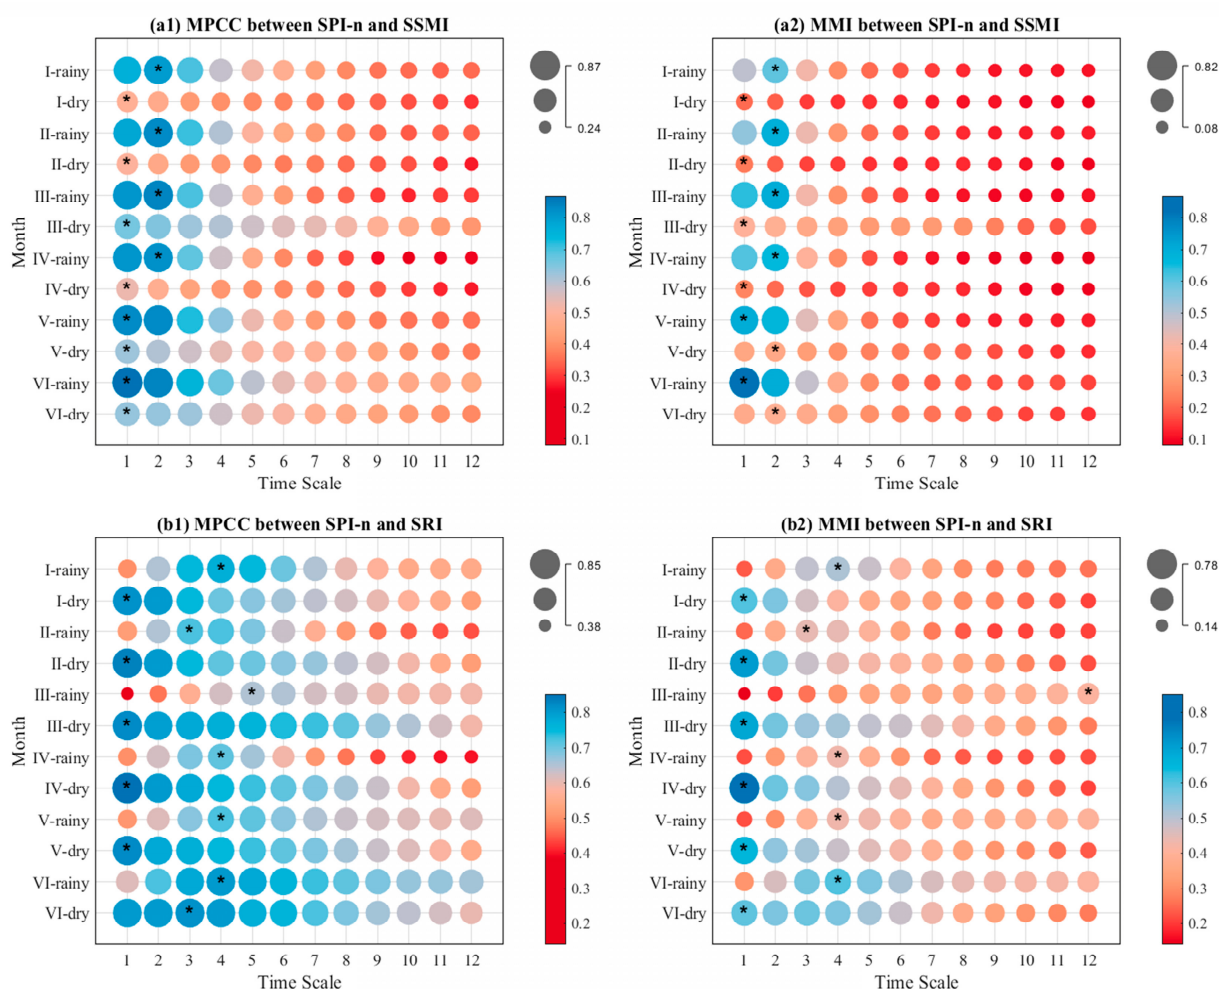 (a1) MPCC between SPI-n and SSMI
I-rainy
I-dry
II-rainy
II-dry
III-rainy
III-dry
IV-rainy
IV-dry
V-rainy
V-dry
VI-rainy
VI-dry
Month
1 2 3 4 5 6 7 8 9 10 11 12
Time Scale
0.87
0.24
0.8
0.7
0.6
0.5
0.4
0.3
0.2
0.1
(a2) MMI between SPI-n and SSMI
I-rainy
I-dry
II-rainy
II-dry
III-rainy
III-dry
IV-rainy
IV-dry
V-rainy
V-dry
VI-rainy
VI-dry
Month
1 2 3 4 5 6 7 8 9 10 11 12
Time Scale
0.82
0.08
0.8
0.7
0.6
0.5
0.4
0.3
0.2
0.1
(b1) MPCC between SPI-n and SRI
I-rainy
I-dry
II-rainy
II-dry
III-rainy
III-dry
IV-rainy
IV-dry
V-rainy
V-dry
VI-rainy
VI-dry
Month
1 2 3 4 5 6 7 8 9 10 11 12
Time Scale
0.85
0.38
0.8
0.7
0.6
0.5
0.4
0.3
0.2
(b2) MMI between SPI-n and SRI
I-rainy
I-dry
II-rainy
II-dry
III-rainy
III-dry
IV-rainy
IV-dry
V-rainy
V-dry
VI-rainy
VI-dry
Month
1 2 3 4 5 6 7 8 9 10 11 12
Time Scale
0.78
0.14
0.8
0.7
0.6
0.5
0.4
0.3
0.2